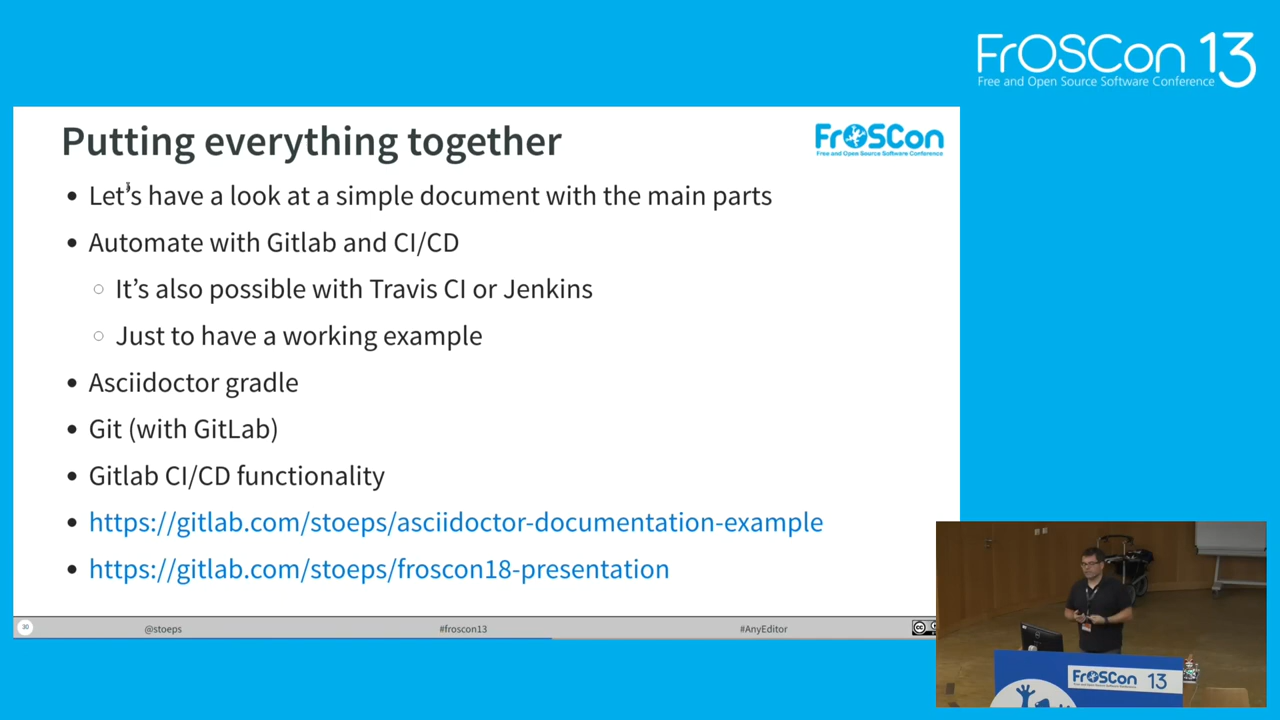 FrOSCon 13
Free and Open Source Software Conference
Putting everything together
FrOSCon
Free and Open Source Software Conference
• Let's have a look at a simple document with the main parts
• Automate with Gitlab and CI/CD
○ It's also possible with Travis CI or Jenkins
○ Just to have a working example
• Asciidoctor gradle
• Git (with GitLab)
• Gitlab CI/CD functionality
• https://gitlab.com/stoeps/asciidoctor-documentation-example
• https://gitlab.com/stoeps/froscon18-presentation
30 @stoeps #froscon13 #AnyEditor cc
FrOSCon 13